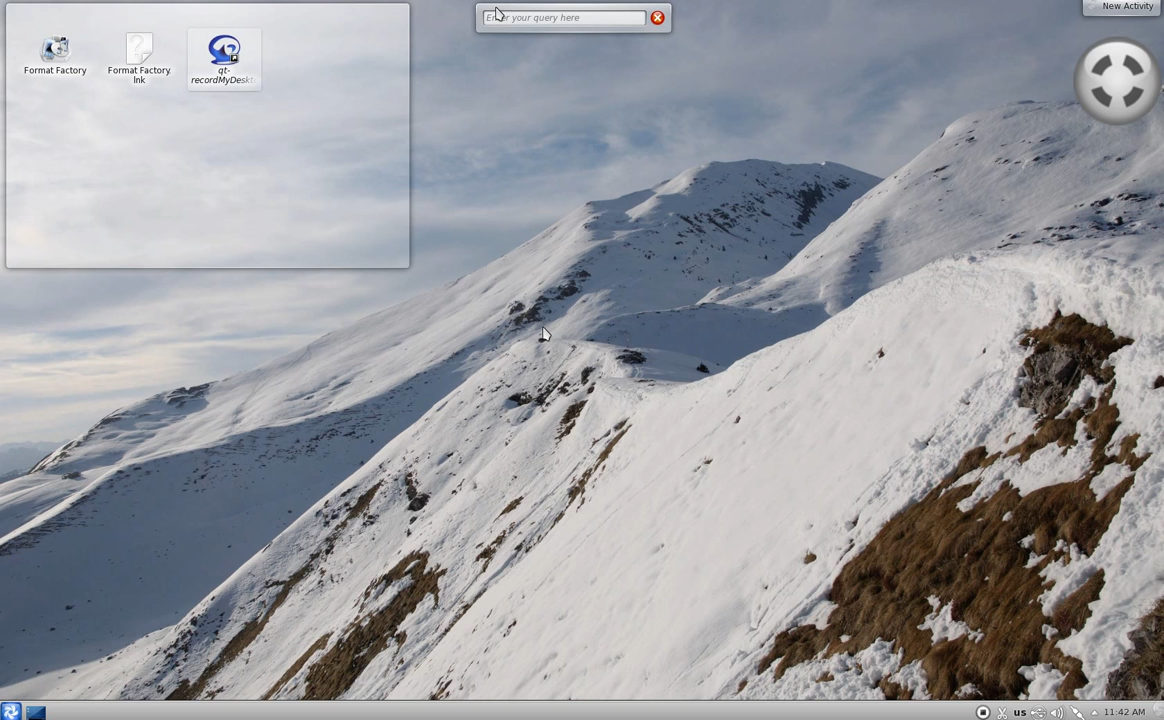 Enter your query here
New Activity
Format Factory
Format Factory.
lnk
qt-
recordMyDeskt
us
11:42 AM